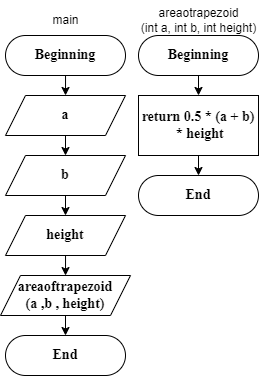 main
Beginning
a
b
height
areaoftrapezoid
(a ,b , height)
End
areaotrapezoid
(int a, int b, int height)
Beginning
return 0.5 * (a + b)
* height
End